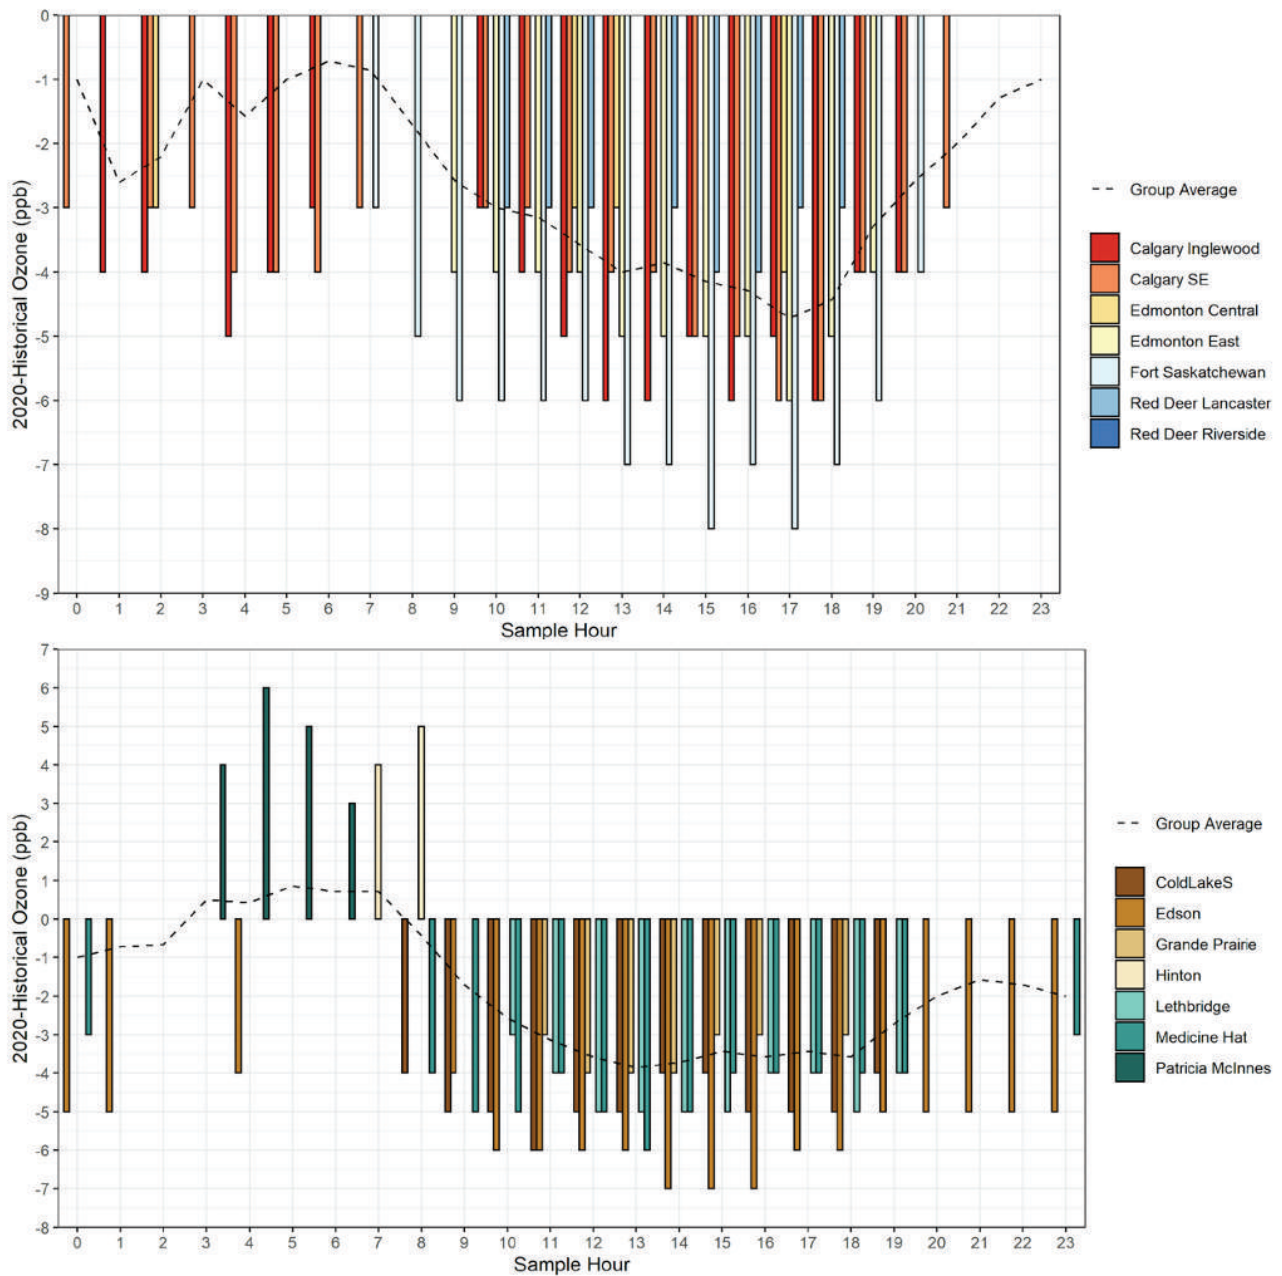 2020-Historical Ozone (ppb)
0
-1
-2
-3
-4
-5
-6
-7
-8
-9
0 1 2 3 4 5 6 7 8 9 10 11 12 13 14 15 16 17 18 19 20 21 22 23
Sample Hour
Group Average
Calgary Inglewood
Calgary SE
Edmonton Central
Edmonton East
Fort Saskatchewan
Red Deer Lancaster
Red Deer Riverside
2020-Historical Ozone (ppb)
7
6
5
4
3
2
1
0
-1
-2
-3
-4
-5
-6
-7
-8
0 1 2 3 4 5 6 7 8 9 10 11 12 13 14 15 16 17 18 19 20 21 22 23
Sample Hour
Group Average
ColdLakeS
Edson
Grande Prairie
Hinton
Lethbridge
Medicine Hat
Patricia McInnes